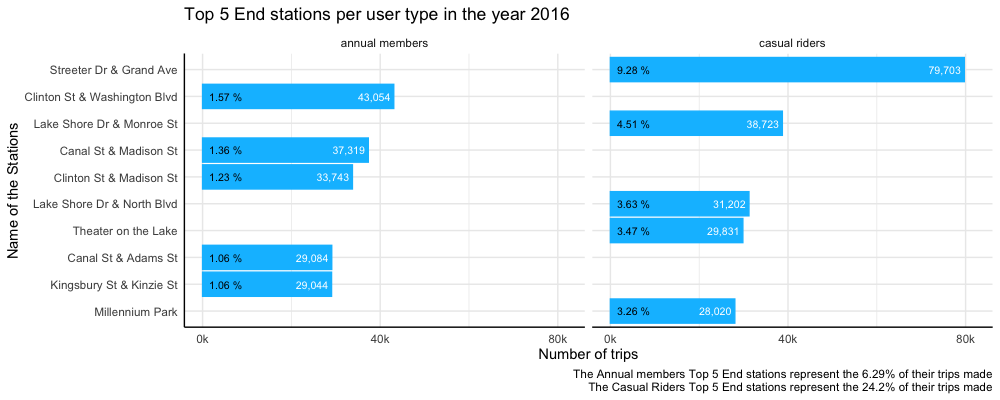 Top 5 End stations per user type in the year 2016
annual members
casual riders
Name of the Stations
Streeter Dr & Grand Ave
9.28 %
79,703
Clinton St & Washington Blvd
1.57 %
43,054
Lake Shore Dr & Monroe St
4.51 %
38,723
Canal St & Madison St
1.36 %
37,319
Clinton St & Madison St
1.23 %
33,743
Lake Shore Dr & North Blvd
3.63 %
31,202
Theater on the Lake
3.47 %
29,831
Canal St & Adams St
1.06 %
29,084
Kingsbury St & Kinzie St
1.06 %
29,044
Millennium Park
3.26 %
28,020
0k
40k
80k
0k
40k
80k
Number of trips
The Annual members Top 5 End stations represent the 6.29% of their trips made
The Casual Riders Top 5 End stations represent the 24.2% of their trips made